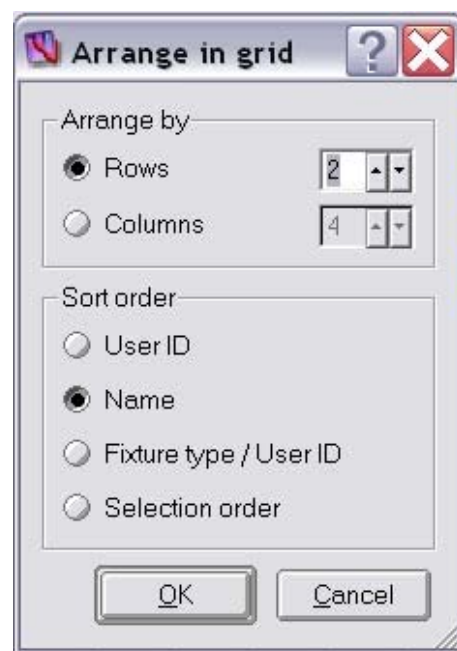 Arrange in grid
Arrange by
Rows 2
Columns 4
Sort order
User ID
Name
Fixture type / User ID
Selection order
OK Cancel